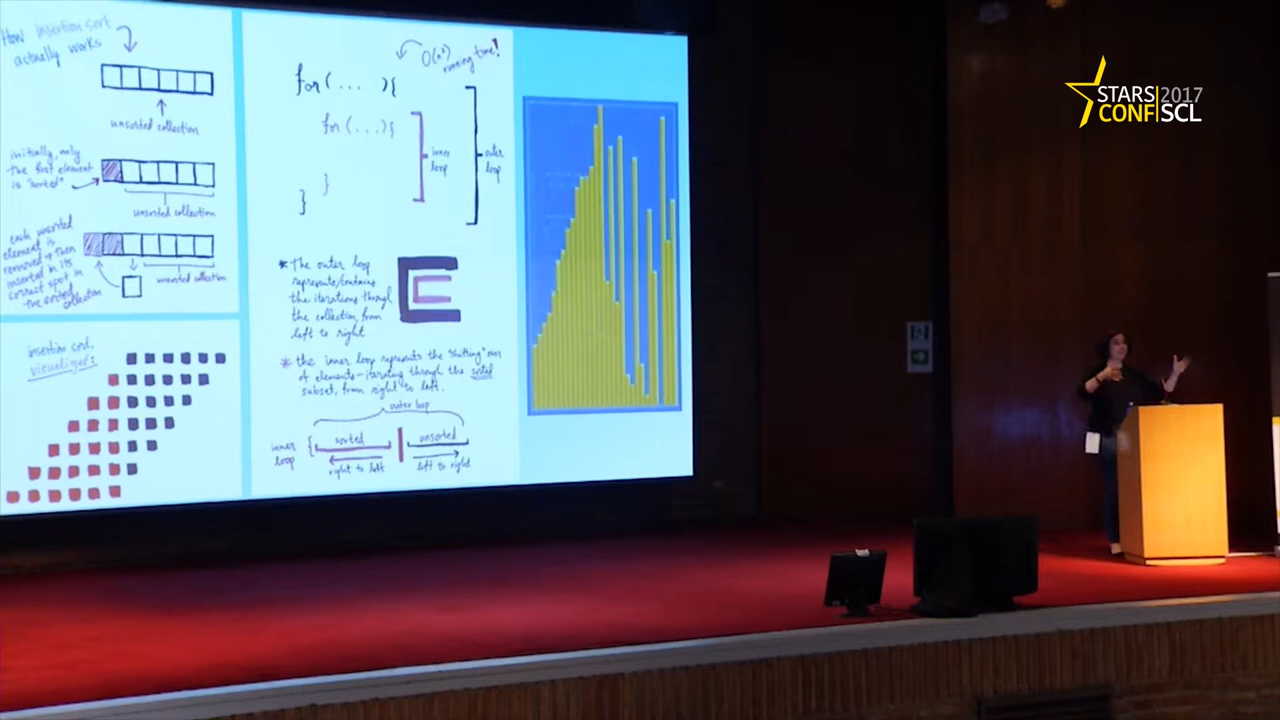 How insertion sort
actually works
unsorted collection
initially, only
the first element
is "sorted"
unsorted collection
each unsorted
element is
removed & then
inserted in its
correct spot in
the sorted
collection
unsorted collection
insertion sort,
visualized:
O(n²)
running time!
for (...){
for (...){
}
}
inner
loop
outer
loop
* The outer loop
represents/contains
the iterations through
the collection, from
left to right
* the inner loop represents the "shifting" over
of elements - iterating through the sorted
subset, from right to left.
outer loop
inner
loop
{
sorted
unsorted
right to left
left to right
STARS 2017
CONF SCL